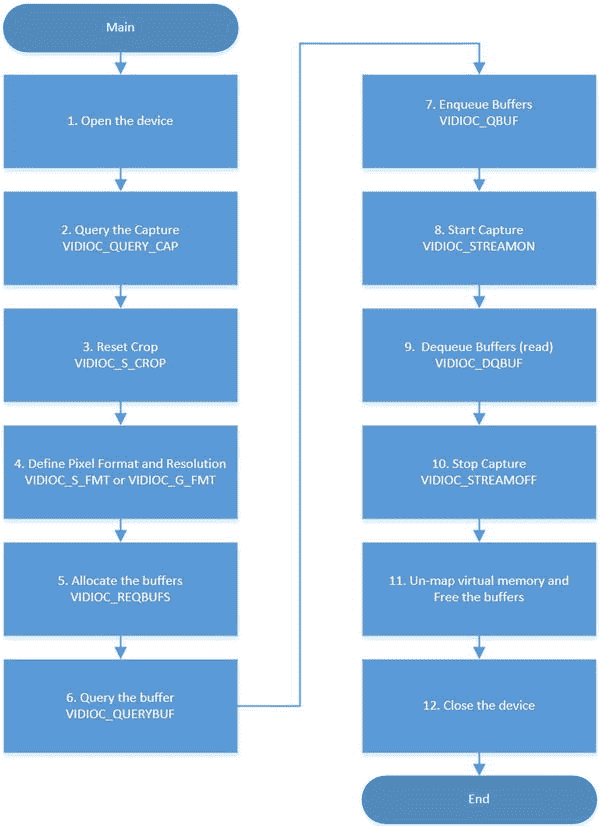 Main
1. Open the device
2. Query the Capture
VIDIOC_QUERY_CAP
3. Reset Crop
VIDIOC_S_CROP
4. Define Pixel Format and Resolution
VIDIOC_S_FMT or VIDIOC_G_FMT
5. Allocate the buffers
VIDIOC_REQBUFS
6. Query the buffer
VIDIOC_QUERYBUF
7. Enqueue Buffers
VIDIOC_QBUF
8. Start Capture
VIDIOC_STREAMON
9. Dequeue Buffers (read)
VIDIOC_DQBUF
10. Stop Capture
VIDIOC_STREAMOFF
11. Un-map virtual memory and
Free the buffers
12. Close the device
End